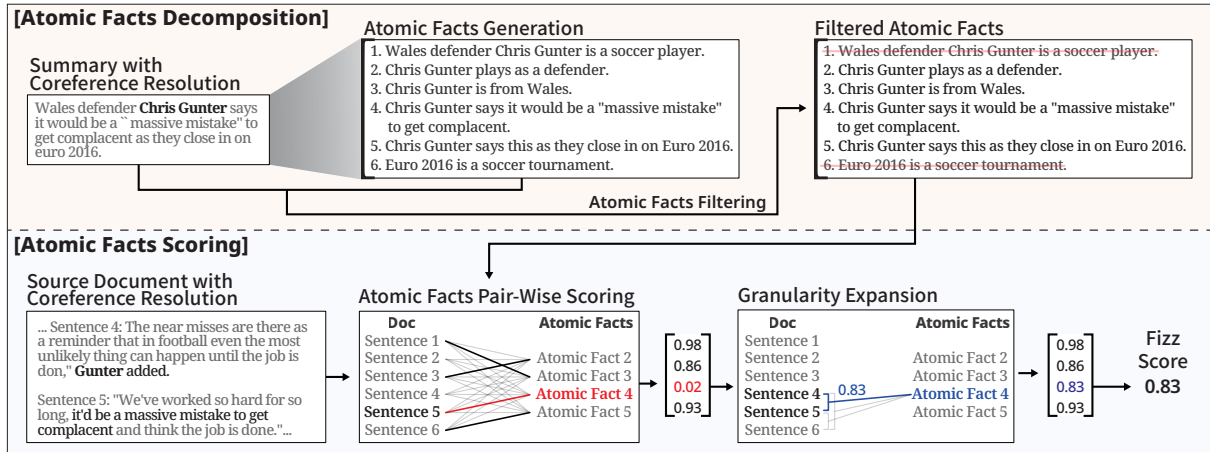 [Atomic Facts Decomposition]
Summary with
Coreference Resolution
Wales defender Chris Gunter says
it would be a `` massive mistake" to
get complacent as they close in on
euro 2016.
Atomic Facts Generation
1. Wales defender Chris Gunter is a soccer player.
2. Chris Gunter plays as a defender.
3. Chris Gunter is from Wales.
4. Chris Gunter says it would be a "massive mistake"
to get complacent.
5. Chris Gunter says this as they close in on Euro 2016.
6. Euro 2016 is a soccer tournament.
Filtered Atomic Facts
1. Wales defender Chris Gunter is a soccer player.
2. Chris Gunter plays as a defender.
3. Chris Gunter is from Wales.
4. Chris Gunter says it would be a "massive mistake"
to get complacent.
5. Chris Gunter says this as they close in on Euro 2016.
6. Euro 2016 is a soccer tournament.
Atomic Facts Filtering
[Atomic Facts Scoring]
Source Document with
Coreference Resolution
... Sentence 4: The near misses are there as
a reminder that in football even the most
unlikely thing can happen until the job is
don," Gunter added.
Sentence 5: "We've worked so hard for so
long, it'd be a massive mistake to get
complacent and think the job is done."...
Atomic Facts Pair-Wise Scoring
Doc
Sentence 1
Sentence 2
Sentence 3
Sentence 4
Sentence 5
Sentence 6
Atomic Facts
Atomic Fact 2
Atomic Fact 3
Atomic Fact 4
Atomic Fact 5
0.98
0.86
0.02
0.93
Granularity Expansion
Doc
Sentence 1
Sentence 2
Sentence 3
Sentence 4
Sentence 5
Sentence 6
0.83
Atomic Facts
Atomic Fact 2
Atomic Fact 3
Atomic Fact 4
Atomic Fact 5
0.98
0.86
0.83
0.93
Fizz
Score
0.83